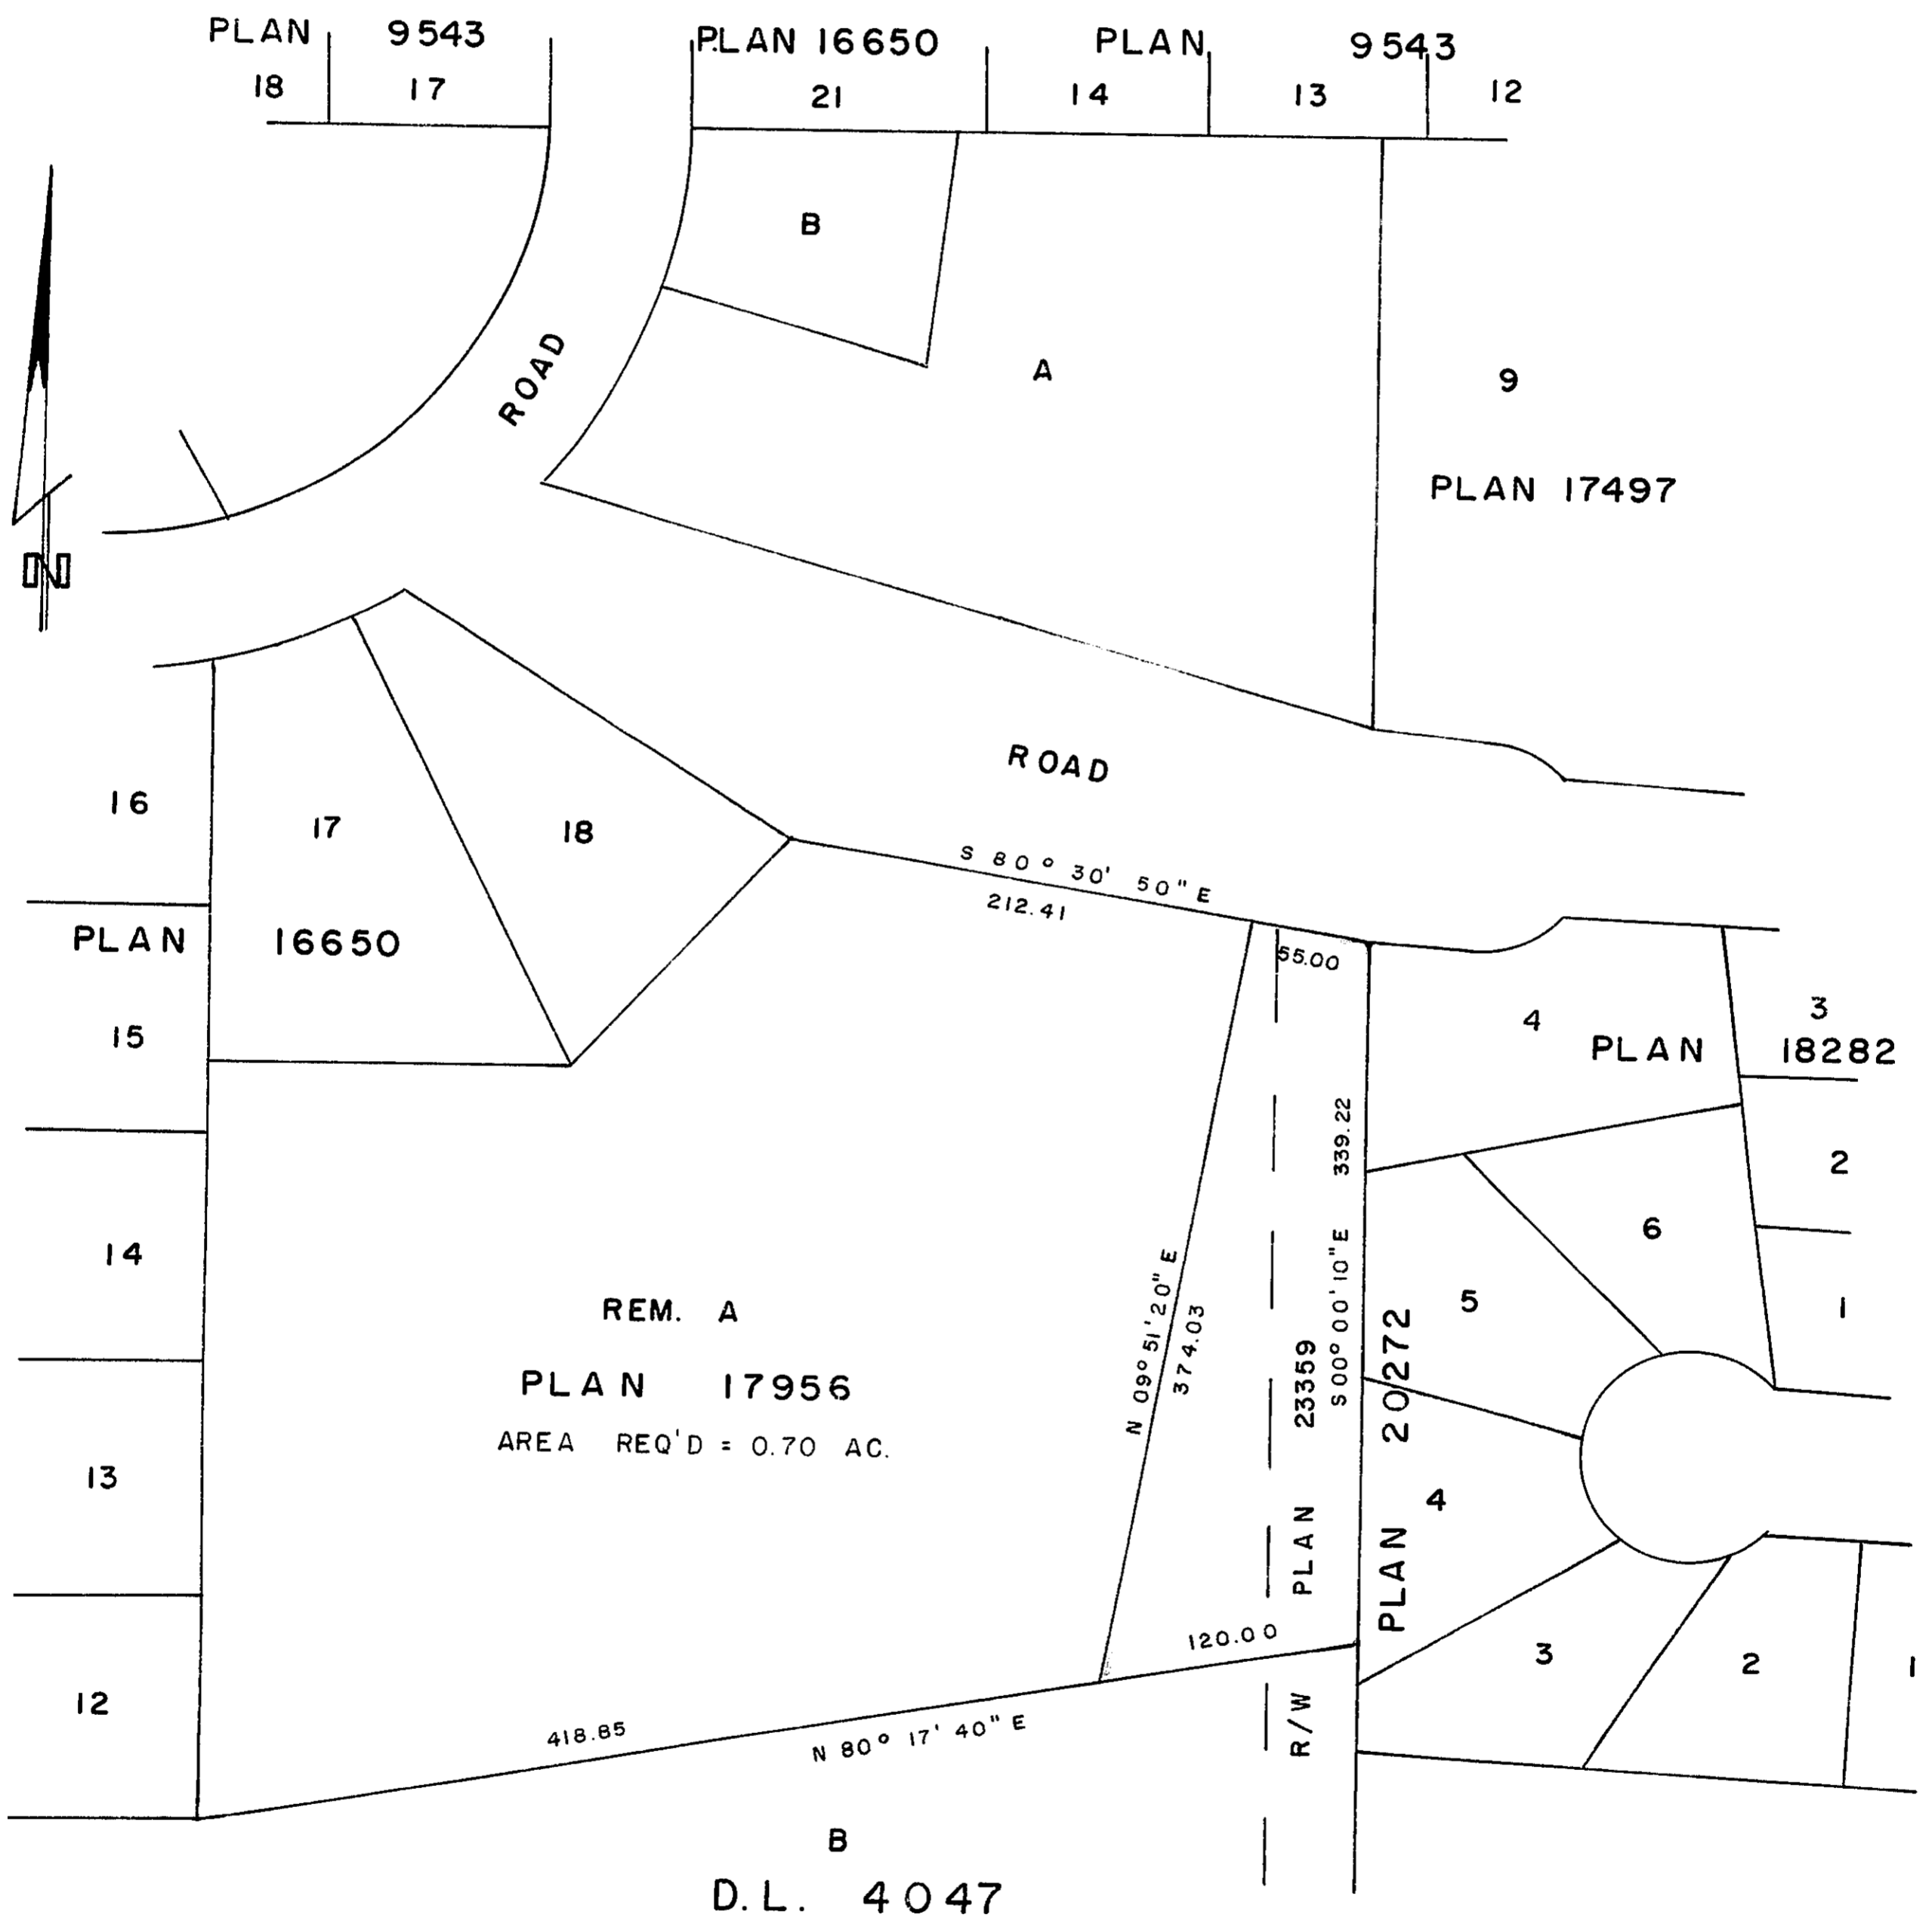 PLAN 9543 PLAN 16650 PLAN 9543
18 17 21 14 13 12
B
ROAD
A
9
PLAN 17497
N
ROAD
16
17
18
S 80° 30' 50" E
212.41
55.00
PLAN 16650
15
4
3
PLAN 18282
339.22
2
14
6
5
1
REM. A
PLAN 17956
AREA REQ'D = 0.70 AC.
N 09° 51' 20" E
374.03
S 00° 00' 10" E
R/W PLAN 23359
PLAN 20272
13
4
120.00
3
2
1
12
418.85
N 80° 17' 40" E
B
D.L. 4047